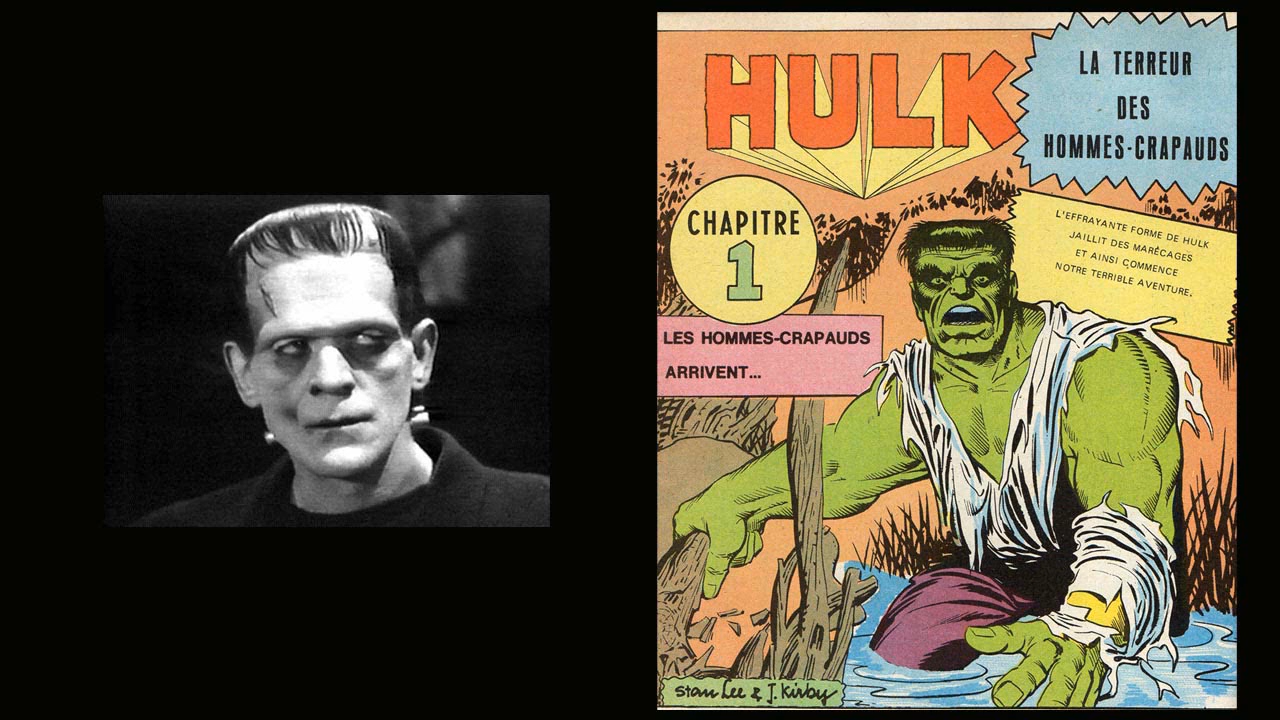 HULK
LA TERREUR
DES
HOMMES-CRAPAUDS
CHAPITRE
1
L'EFFRAYANTE FORME DE HULK
JAILLIT DES MARÉCAGES
ET AINSI COMMENCE
NOTRE TERRIBLE AVENTURE.
LES HOMMES-CRAPAUDS
ARRIVENT...
Stan Lee & J. Kirby